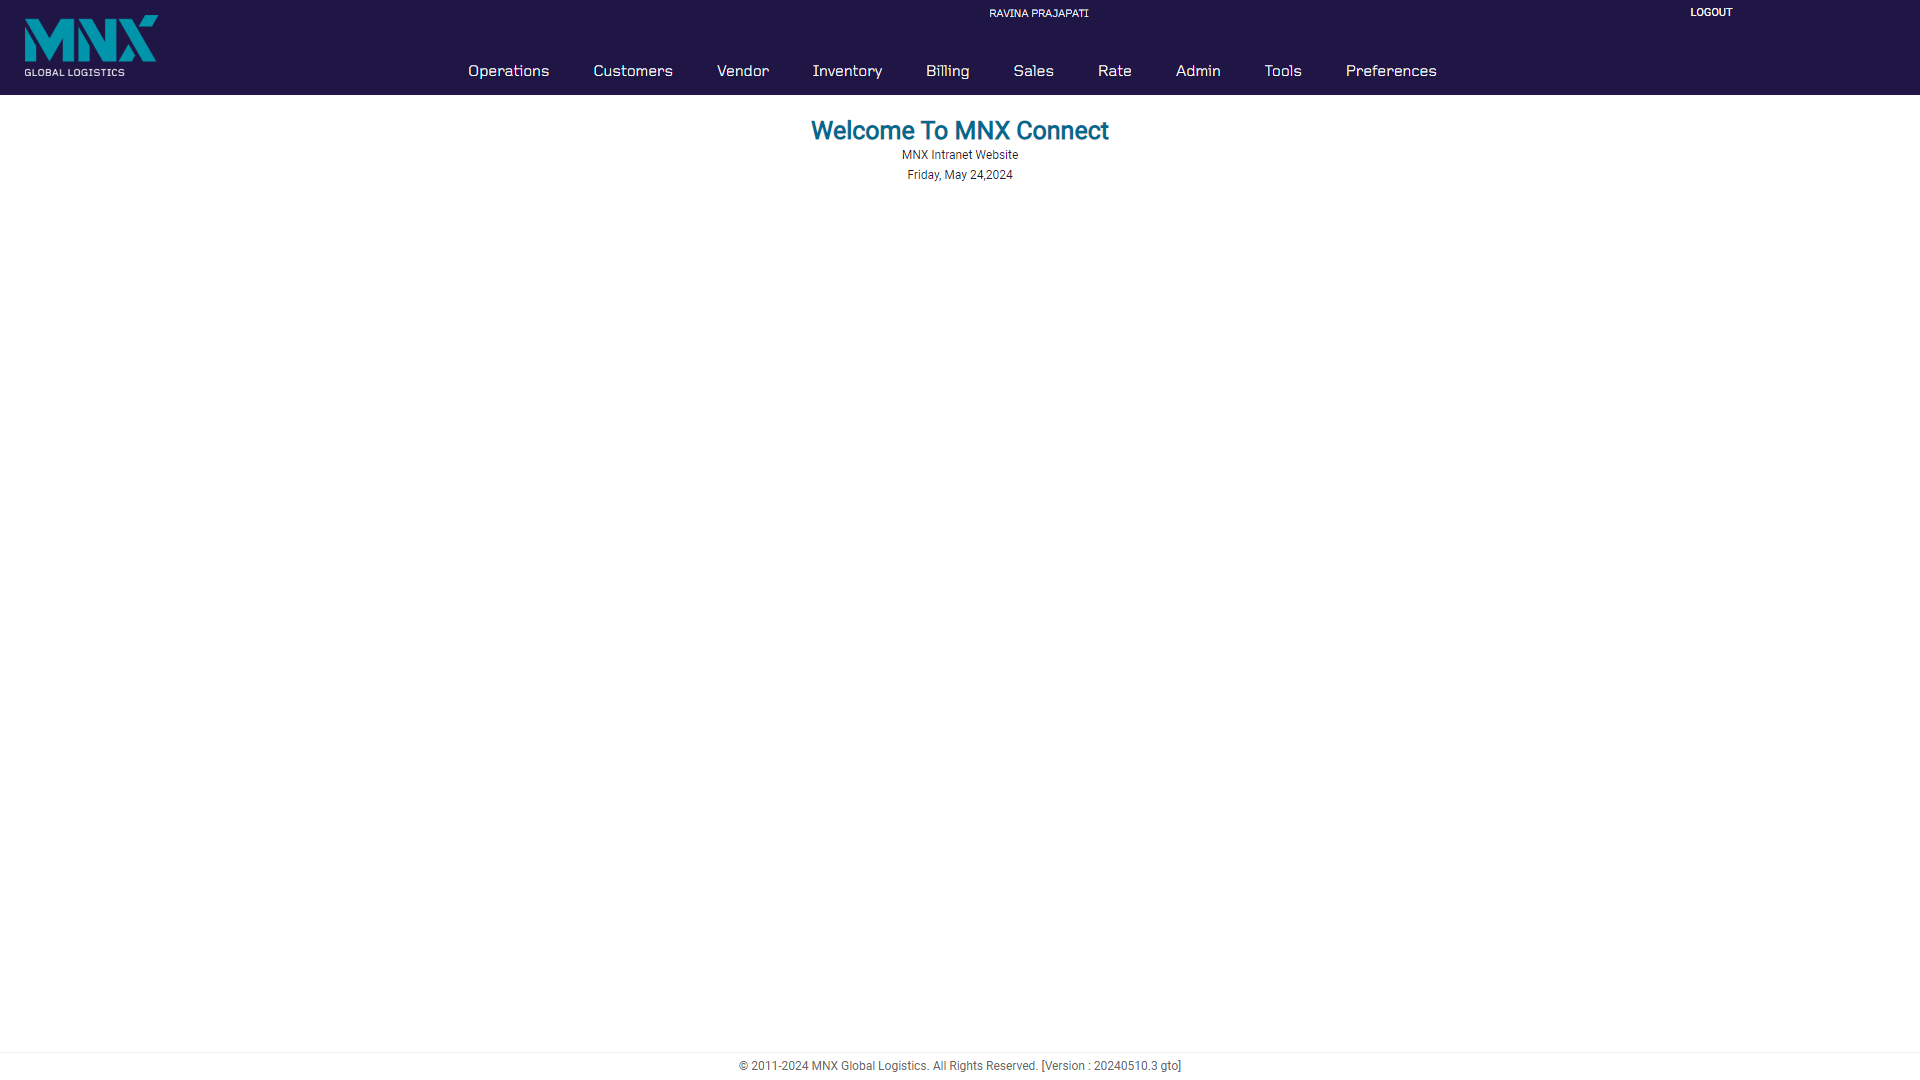 MNX
GLOBAL LOGISTICS
RAVINA PRAJAPATI
LOGOUT
Operations Customers Vendor Inventory Billing Sales Rate Admin Tools Preferences
Welcome To MNX Connect
MNX Intranet Website
Friday, May 24,2024
© 2011-2024 MNX Global Logistics. All Rights Reserved. [Version : 20240510.3 gto]